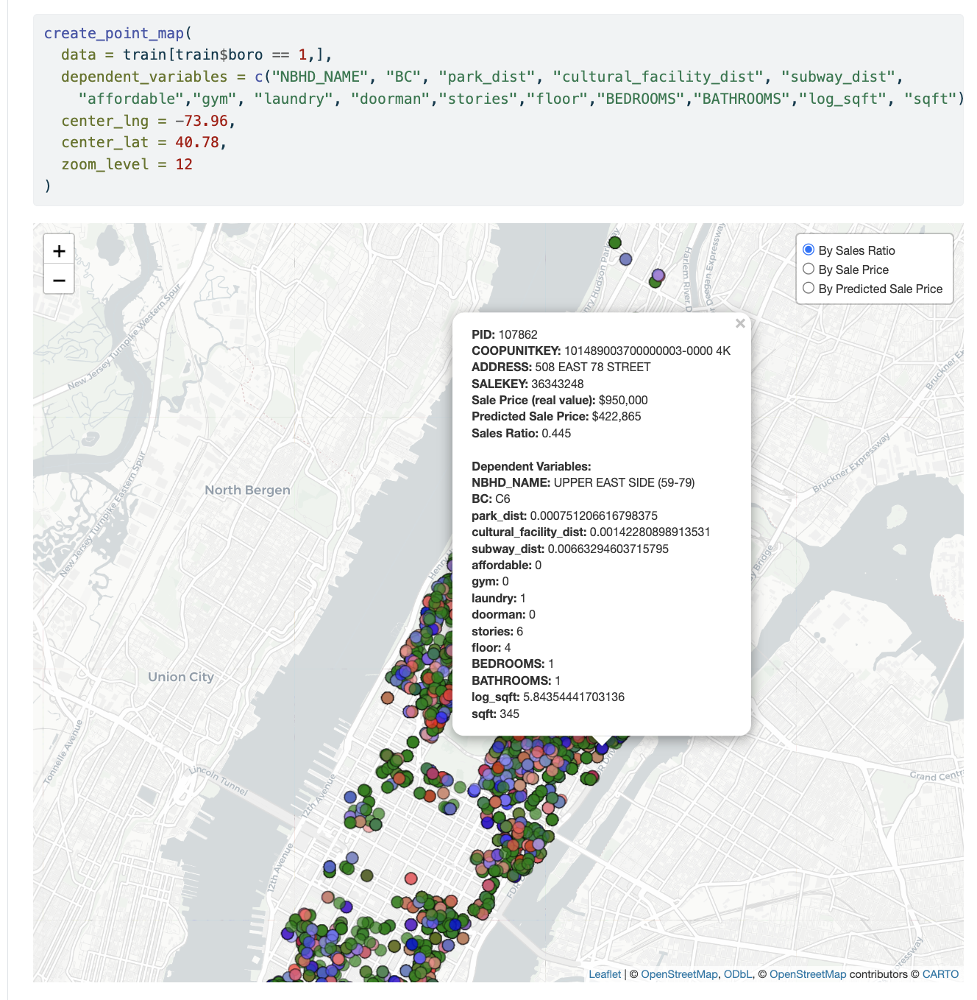 create_point_map(
  data = train[train$boro == 1,],
  dependent_variables = c("NBHD_NAME", "BC", "park_dist", "cultural_facility_dist", "subway_dist",
    "affordable","gym", "laundry", "doorman","stories","floor","BEDROOMS","BATHROOMS","log_sqft", "sqft")
  center_lng = −73.96,
  center_lat = 40.78,
  zoom_level = 12
)
+
−
By Sales Ratio
By Sale Price
By Predicted Sale Price
Harlem River D
New Jersey Turnpike Western Spur
New Jersey Turnpike Eastern Spur
Bruckner Ex
Bruckner Expressway
North Bergen
Union City
×
PID: 107862
COOPUNITKEY: 101489003700000003-0000 4K
ADDRESS: 508 EAST 78 STREET
SALEKEY: 36343248
Sale Price (real value): $950,000
Predicted Sale Price: $422,865
Sales Ratio: 0.445
Dependent Variables:
NBHD_NAME: UPPER EAST SIDE (59-79)
BC: C6
park_dist: 0.000751206616798375
cultural_facility_dist: 0.00142280898913531
subway_dist: 0.00663294603715795
affordable: 0
gym: 0
laundry: 1
doorman: 0
stories: 6
floor: 4
BEDROOMS: 1
BATHROOMS: 1
log_sqft: 5.84354441703136
sqft: 345
Tonnelle Avenue
Lincoln Tunnel
12th Avenue
12th Avenue
Grand Centr
Leaflet | © OpenStreetMap, ODbL, © OpenStreetMap contributors © CARTO